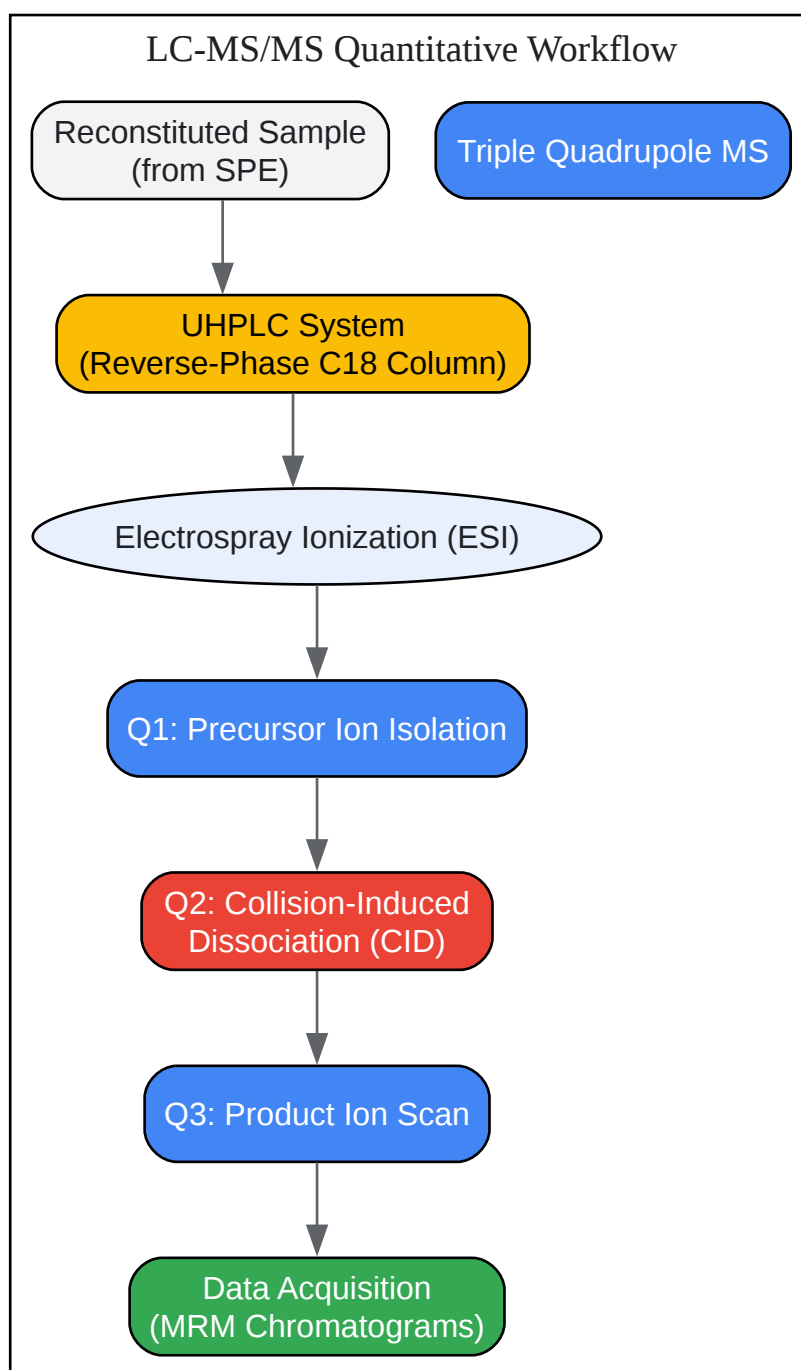 LC-MS/MS Quantitative Workflow
Reconstituted Sample
(from SPE)
Triple Quadrupole MS
UHPLC System
(Reverse-Phase C18 Column)
Electrospray Ionization (ESI)
Q1: Precursor Ion Isolation
Q2: Collision-Induced
Dissociation (CID)
Q3: Product Ion Scan
Data Acquisition
(MRM Chromatograms)